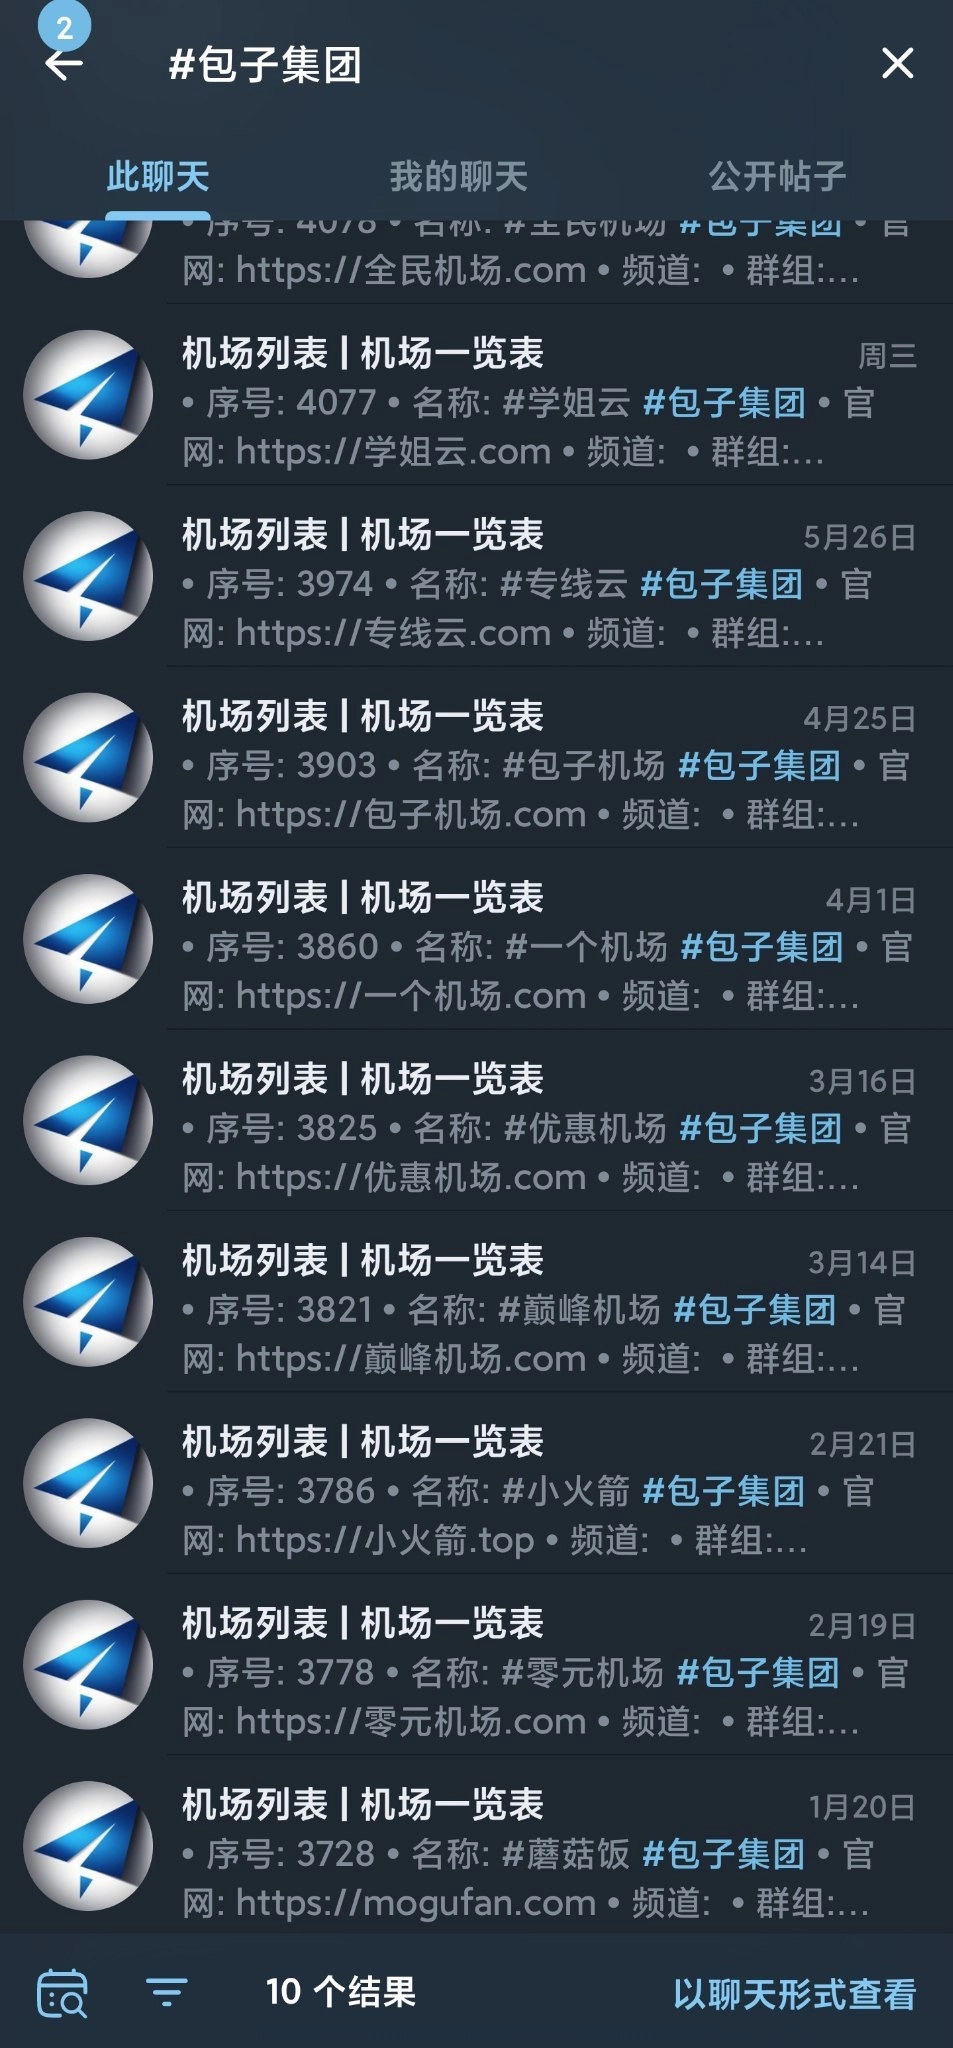 2
#包子集团
此聊天
我的聊天
公开帖子
• 序号: 4078 • 名称: #全民机场 #包子集团 • 官
网: https://全民机场.com • 频道: • 群组:...
机场列表 | 机场一览表
周三
• 序号: 4077 • 名称: #学姐云 #包子集团 • 官
网: https://学姐云.com • 频道: • 群组:...
机场列表 | 机场一览表
5月26日
• 序号: 3974 • 名称: #专线云 #包子集团 • 官
网: https://专线云.com • 频道: • 群组:...
机场列表 | 机场一览表
4月25日
• 序号: 3903 • 名称: #包子机场 #包子集团 • 官
网: https://包子机场.com • 频道: • 群组:...
机场列表 | 机场一览表
4月1日
• 序号: 3860 • 名称: #一个机场 #包子集团 • 官
网: https://一个机场.com • 频道: • 群组:...
机场列表 | 机场一览表
3月16日
• 序号: 3825 • 名称: #优惠机场 #包子集团 • 官
网: https://优惠机场.com • 频道: • 群组:...
机场列表 | 机场一览表
3月14日
• 序号: 3821 • 名称: #巅峰机场 #包子集团 • 官
网: https://巅峰机场.com • 频道: • 群组:...
机场列表 | 机场一览表
2月21日
• 序号: 3786 • 名称: #小火箭 #包子集团 • 官
网: https://小火箭.top • 频道: • 群组:...
机场列表 | 机场一览表
2月19日
• 序号: 3778 • 名称: #零元机场 #包子集团 • 官
网: https://零元机场.com • 频道: • 群组:...
机场列表 | 机场一览表
1月20日
• 序号: 3728 • 名称: #蘑菇饭 #包子集团 • 官
网: https://mogufan.com • 频道: • 群组:...
10 个结果
以聊天形式查看